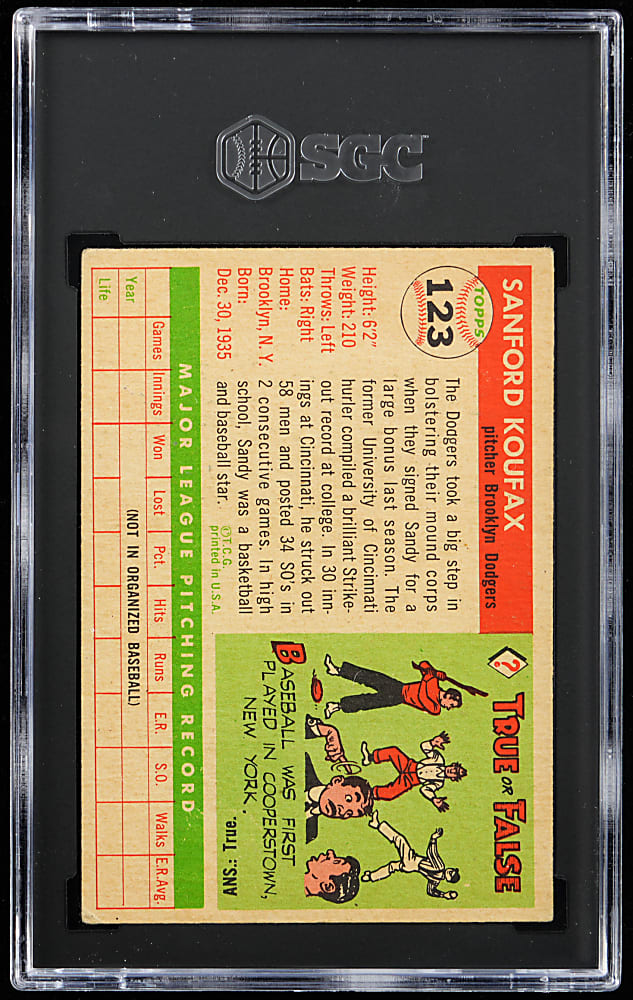 SGC
TOPPS
123
SANFORD KOUFAX
pitcher Brooklyn Dodgers
Height: 6'2"
Weight: 210
Throws: Left
Bats: Right
Home:
Brooklyn, N. Y.
Born:
Dec. 30, 1935
The Dodgers took a big step in
bolstering their mound corps
when they signed Sandy for a
large bonus last season. The
former University of Cincinnati
hurler compiled a brilliant Strike-
out record at college. In 30 inn-
ings at Cincinnati, he struck out
58 men and posted 34 SO's in
2 consecutive games. In high
school, Sandy was a basketball
and baseball star.
©T.C.G.
printed in U.S.A.
?
TRUE OR FALSE
BASEBALL WAS FIRST
PLAYED IN COOPERSTOWN,
NEW YORK.
ANS.: True.
MAJOR LEAGUE PITCHING RECORD
Year Games Innings Won Lost Pct. Hits Runs E.R. S.O. Walks E.R.Avg.
(NOT IN ORGANIZED BASEBALL)
Life